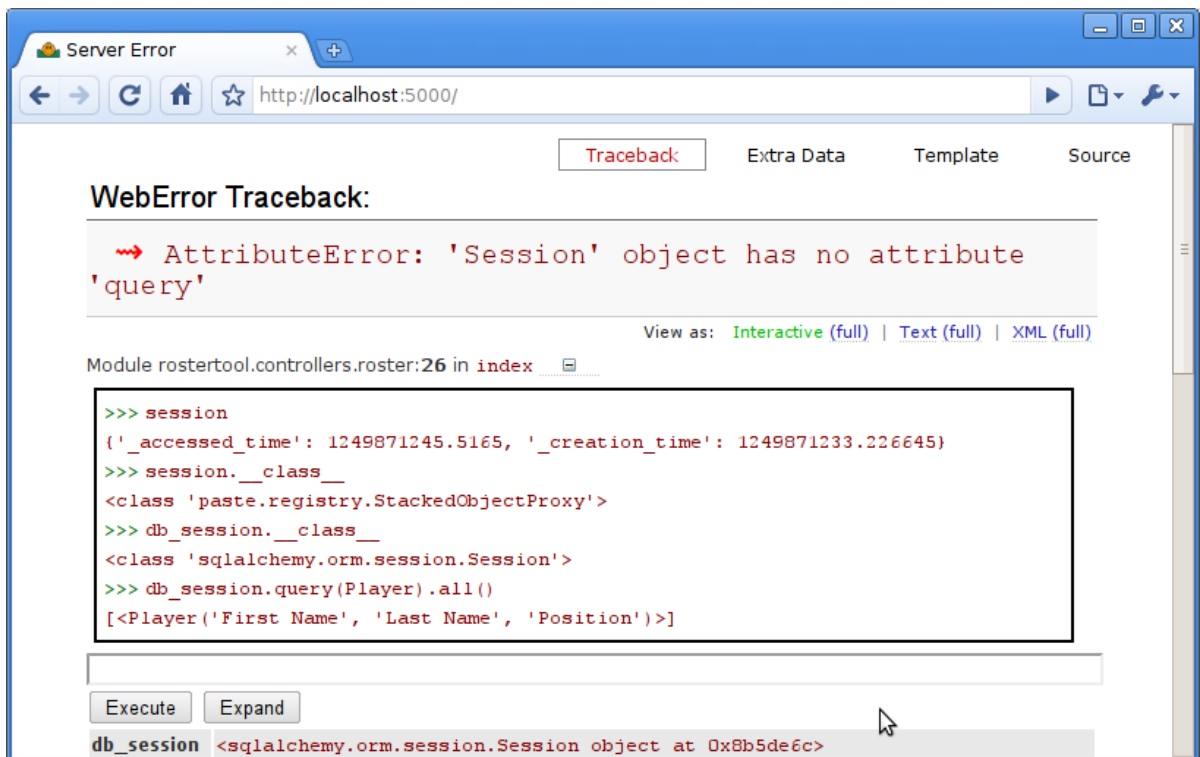 Server Error
http://localhost:5000/
Traceback Extra Data Template Source
WebError Traceback:
AttributeError: 'Session' object has no attribute
'query'
View as: Interactive (full) | Text (full) | XML (full)
Module rostertool.controllers.roster:26 in index
>>> session
{'_accessed_time': 1249871245.5165, '_creation_time': 1249871233.226645}
>>> session.__class__
<class 'paste.registry.StackedObjectProxy'>
>>> db_session.__class__
<class 'sqlalchemy.orm.session.Session'>
>>> db_session.query(Player).all()
[<Player('First Name', 'Last Name', 'Position')>]
Execute Expand
db_session <sqlalchemy.orm.session.Session object at 0x8b5de6c>